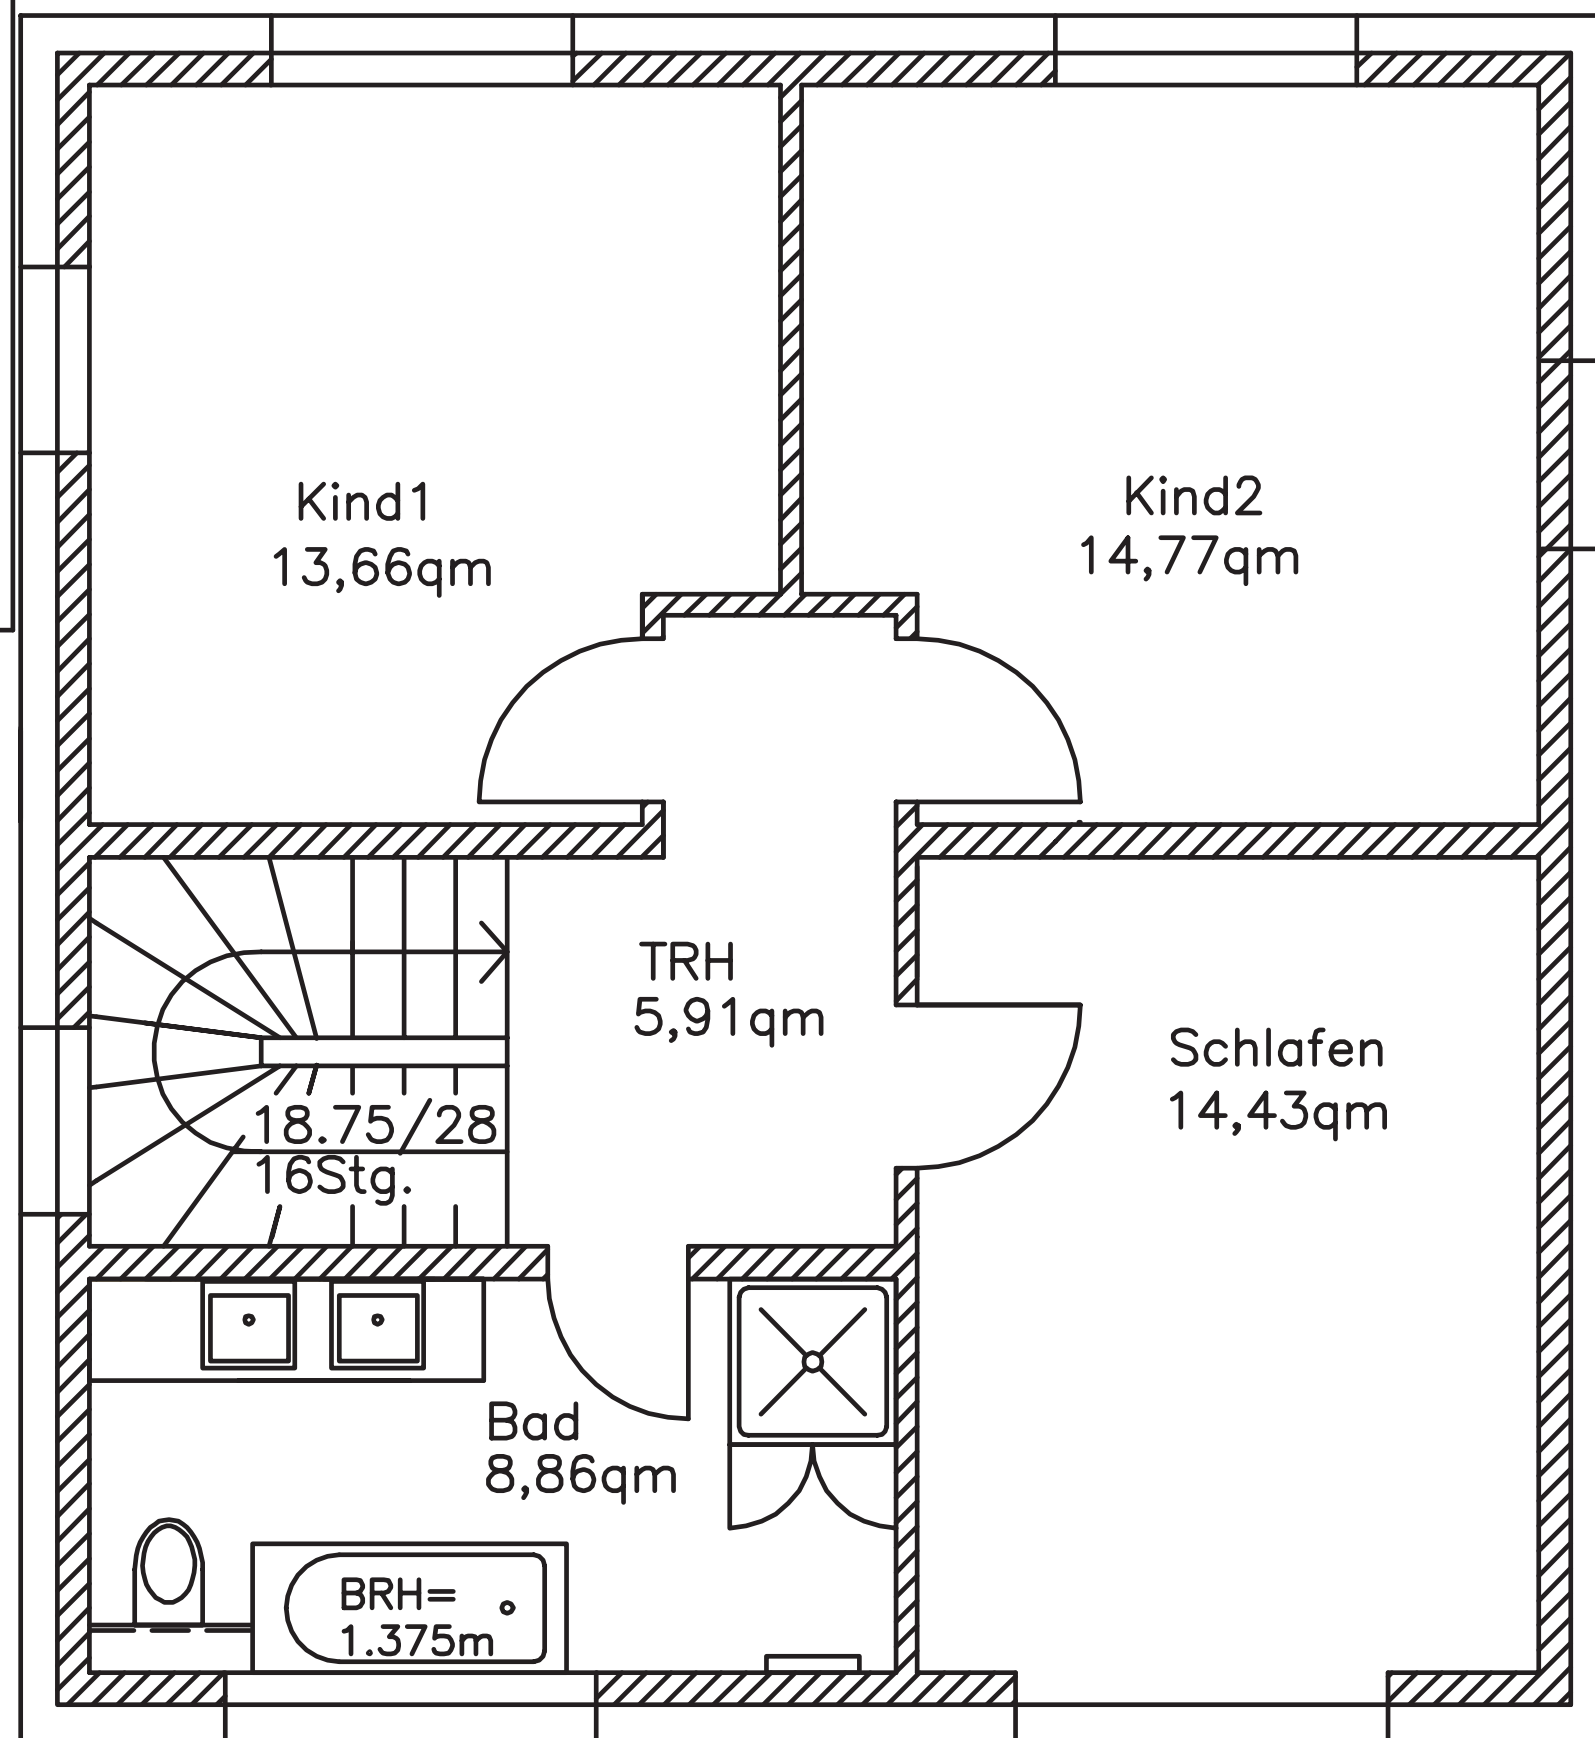 Kind1
13,66qm
Kind2
14,77qm
TRH
5,91qm
Schlafen
14,43qm
18.75/28
16Stg.
Bad
8,86qm
BRH=
1.375m